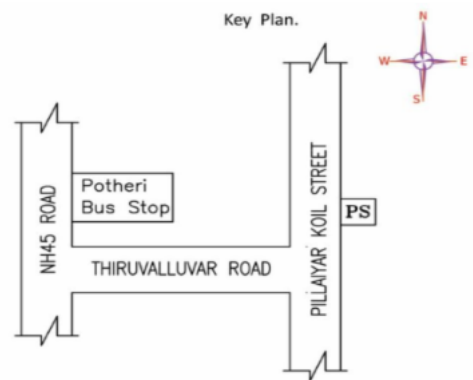 Key Plan.
N
W
E
S
Potheri
Bus Stop
NH45 ROAD
THIRUVALLUVAR ROAD
PILLAIYAR KOIL STREET
PS